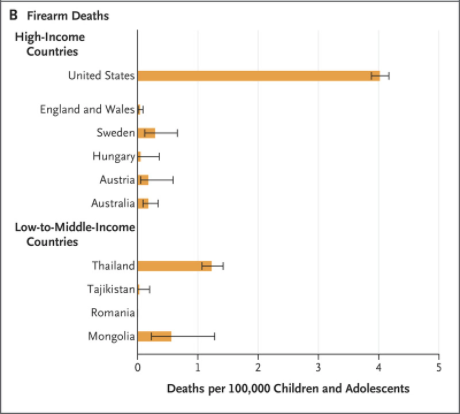 B Firearm Deaths
High-Income
Countries
United States
England and Wales
Sweden
Hungary
Austria
Australia
Low-to-Middle-Income
Countries
Thailand
Tajikistan
Romania
Mongolia
0 1 2 3 4 5
Deaths per 100,000 Children and Adolescents